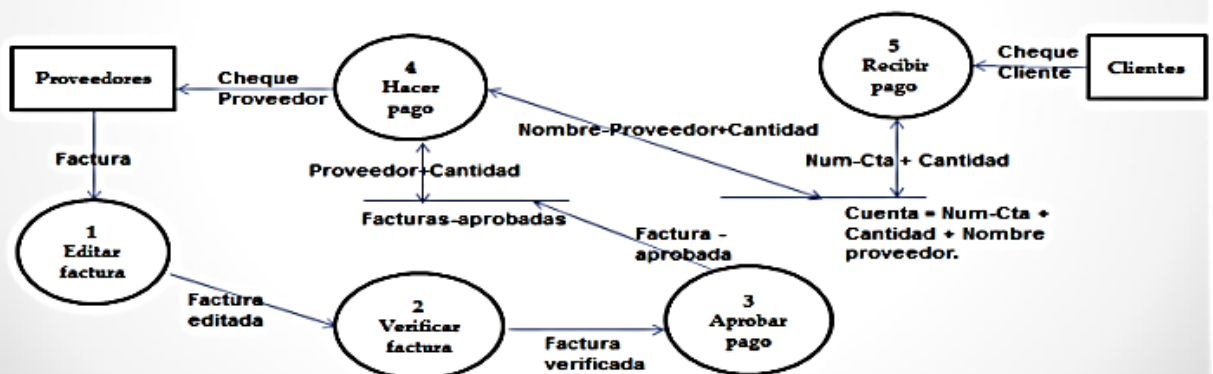 Proveedores
Cheque
Proveedor
4
Hacer
pago
5
Recibir
pago
Cheque
Cliente
Clientes
Factura
Nombre-Proveedor+Cantidad
Proveedor+Cantidad
Num-Cta + Cantidad
Facturas-aprobadas
Cuenta = Num-Cta +
Cantidad + Nombre
proveedor.
1
Editar
factura
Factura -
aprobada
Factura
editada
2
Verificar
factura
Factura
verificada
3
Aprobar
pago